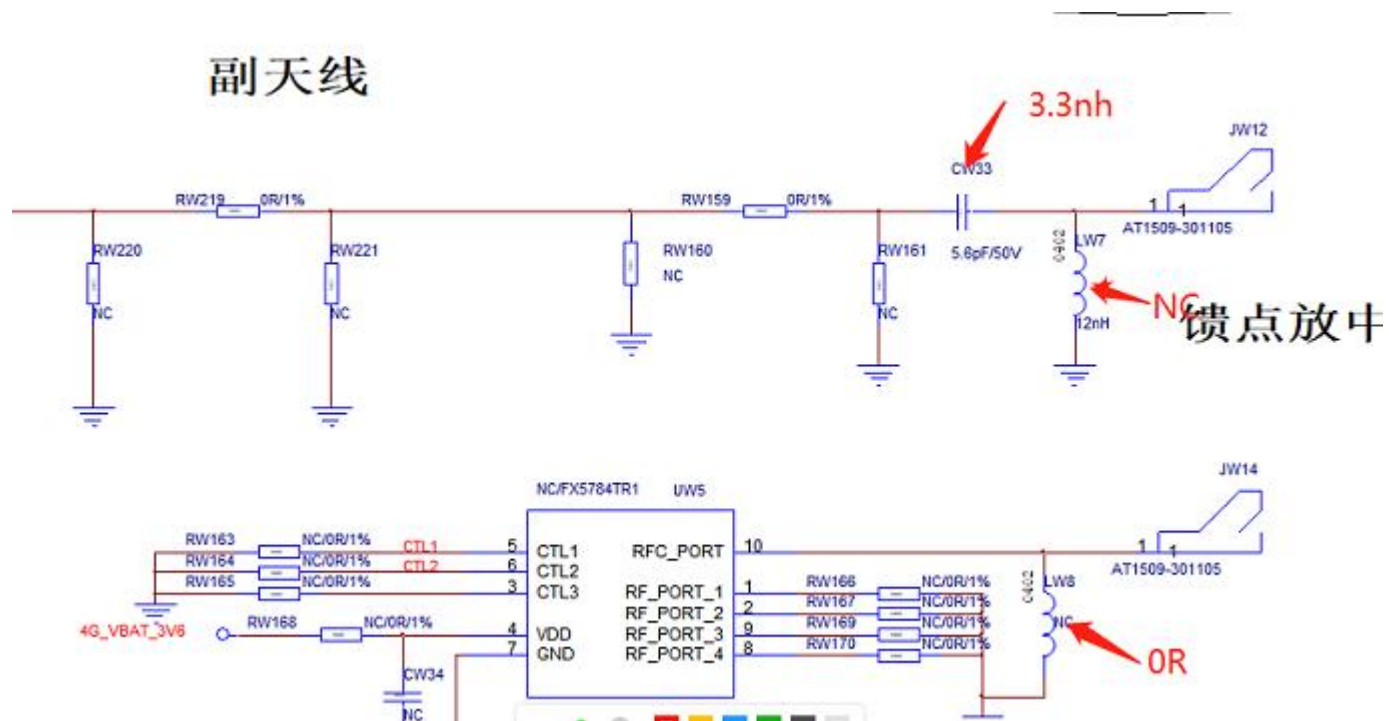 副天线
3.3nh
JW12
CW33
RW219
0R/1%
RW159
0R/1%
1
1
AT1509-301105
RW220
RW221
RW160
NC
RW161
5.6pF/50V
0402
LW7
NC
NC
NC
NC
12nH
馈点放中
JW14
NC/FX5784TR1
UW5
RW163
NC/0R/1%
CTL1
5
CTL1
RFC_PORT
10
1
1
AT1509-301105
RW164
NC/0R/1%
CTL2
6
CTL2
RW165
NC/0R/1%
3
CTL3
RF_PORT_1
1
RW166
NC/0R/1%
RF_PORT_2
2
RW167
NC/0R/1%
0402
LW8
NC
4G_VBAT_3V6
RW168
NC/0R/1%
4
VDD
RF_PORT_3
9
RW169
NC/0R/1%
7
GND
RF_PORT_4
8
RW170
NC/0R/1%
0R
CW34
NC